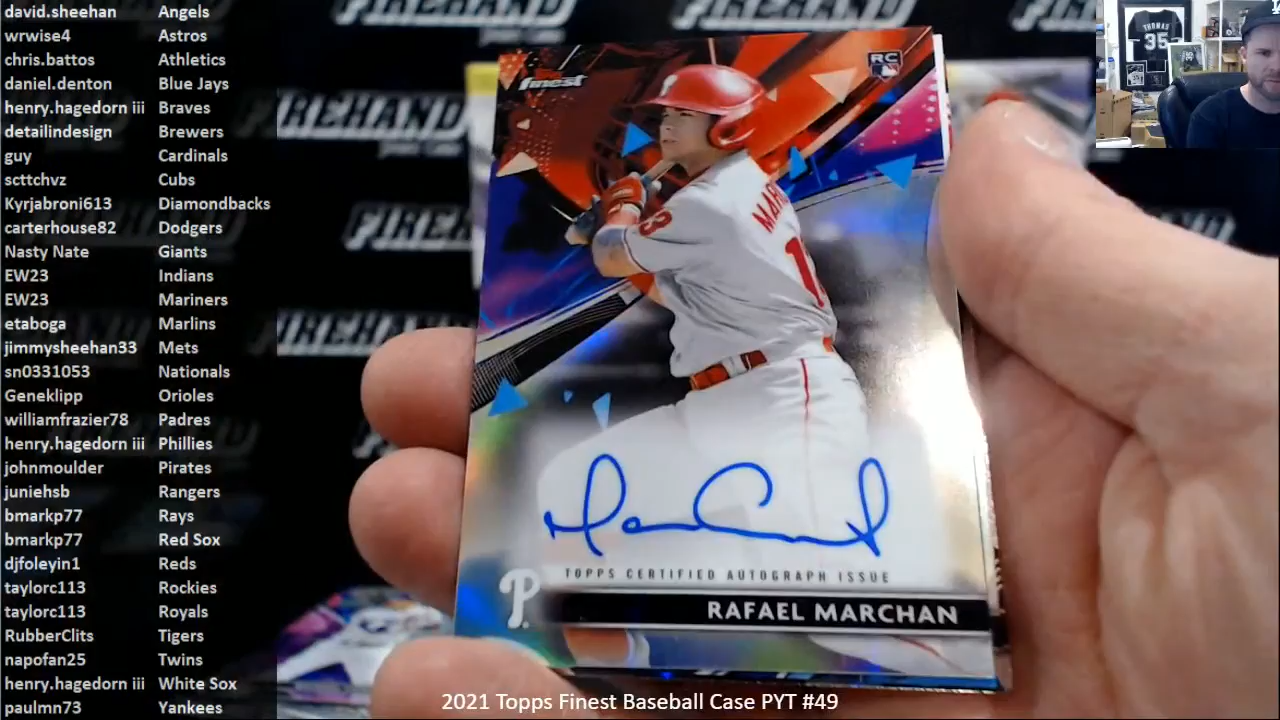 david.sheehan Angels
wrwise4 Astros
chris.battos Athletics
daniel.denton Blue Jays
henry.hagedorn iii Braves
detailindesign Brewers
guy Cardinals
scttchvz Cubs
Kyrjabroni613 Diamondbacks
carterhouse82 Dodgers
Nasty Nate Giants
EW23 Indians
EW23 Mariners
etaboga Marlins
jimmysheehan33 Mets
sn0331053 Nationals
Geneklipp Orioles
williamfrazier78 Padres
henry.hagedorn iii Phillies
johnmoulder Pirates
juniehsb Rangers
bmarkp77 Rays
bmarkp77 Red Sox
djfoleyin1 Reds
taylorc113 Rockies
taylorc113 Royals
RubberClits Tigers
napofan25 Twins
henry.hagedorn iii White Sox
paulmn73 Yankees
finest
RC
FIREHAND
THOMAS
35
13
TOPPS CERTIFIED AUTOGRAPH ISSUE
P
RAFAEL MARCHAN
2021 Topps Finest Baseball Case PYT #49